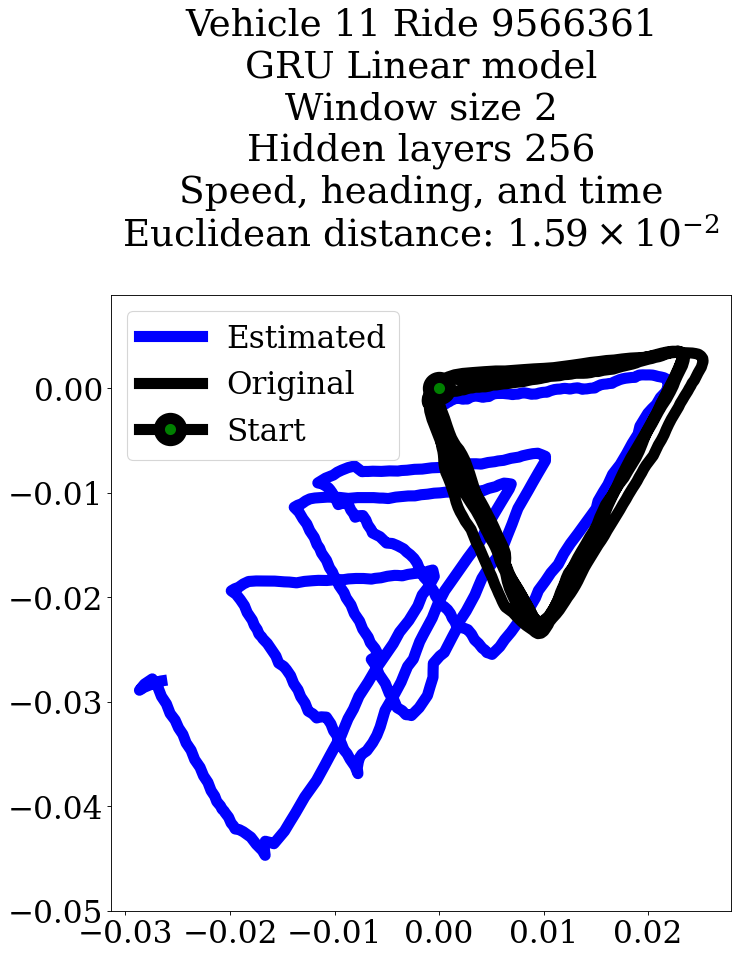 Vehicle 11 Ride 9566361
GRU Linear model
Window size 2
Hidden layers 256
Speed, heading, and time
Euclidean distance: 1.59 × 10⁻²
Estimated
Original
Start
0.00
−0.01
−0.02
−0.03
−0.04
−0.05
−0.03 −0.02 −0.01 0.00 0.01 0.02